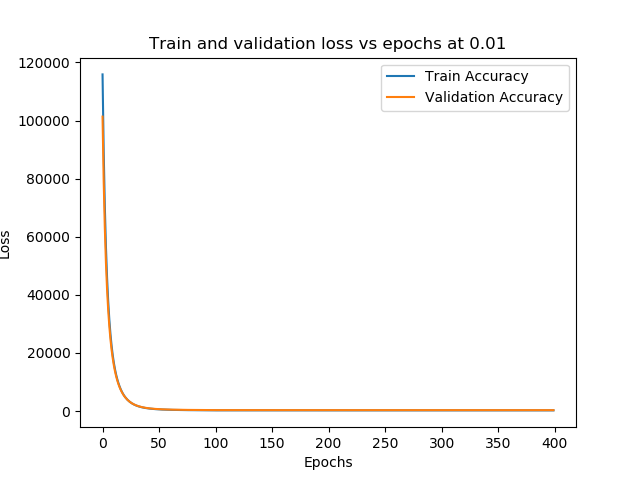 Train and validation loss vs epochs at 0.01
120000
100000
80000
60000
40000
20000
0
Loss
Train Accuracy
Validation Accuracy
0 50 100 150 200 250 300 350 400
Epochs